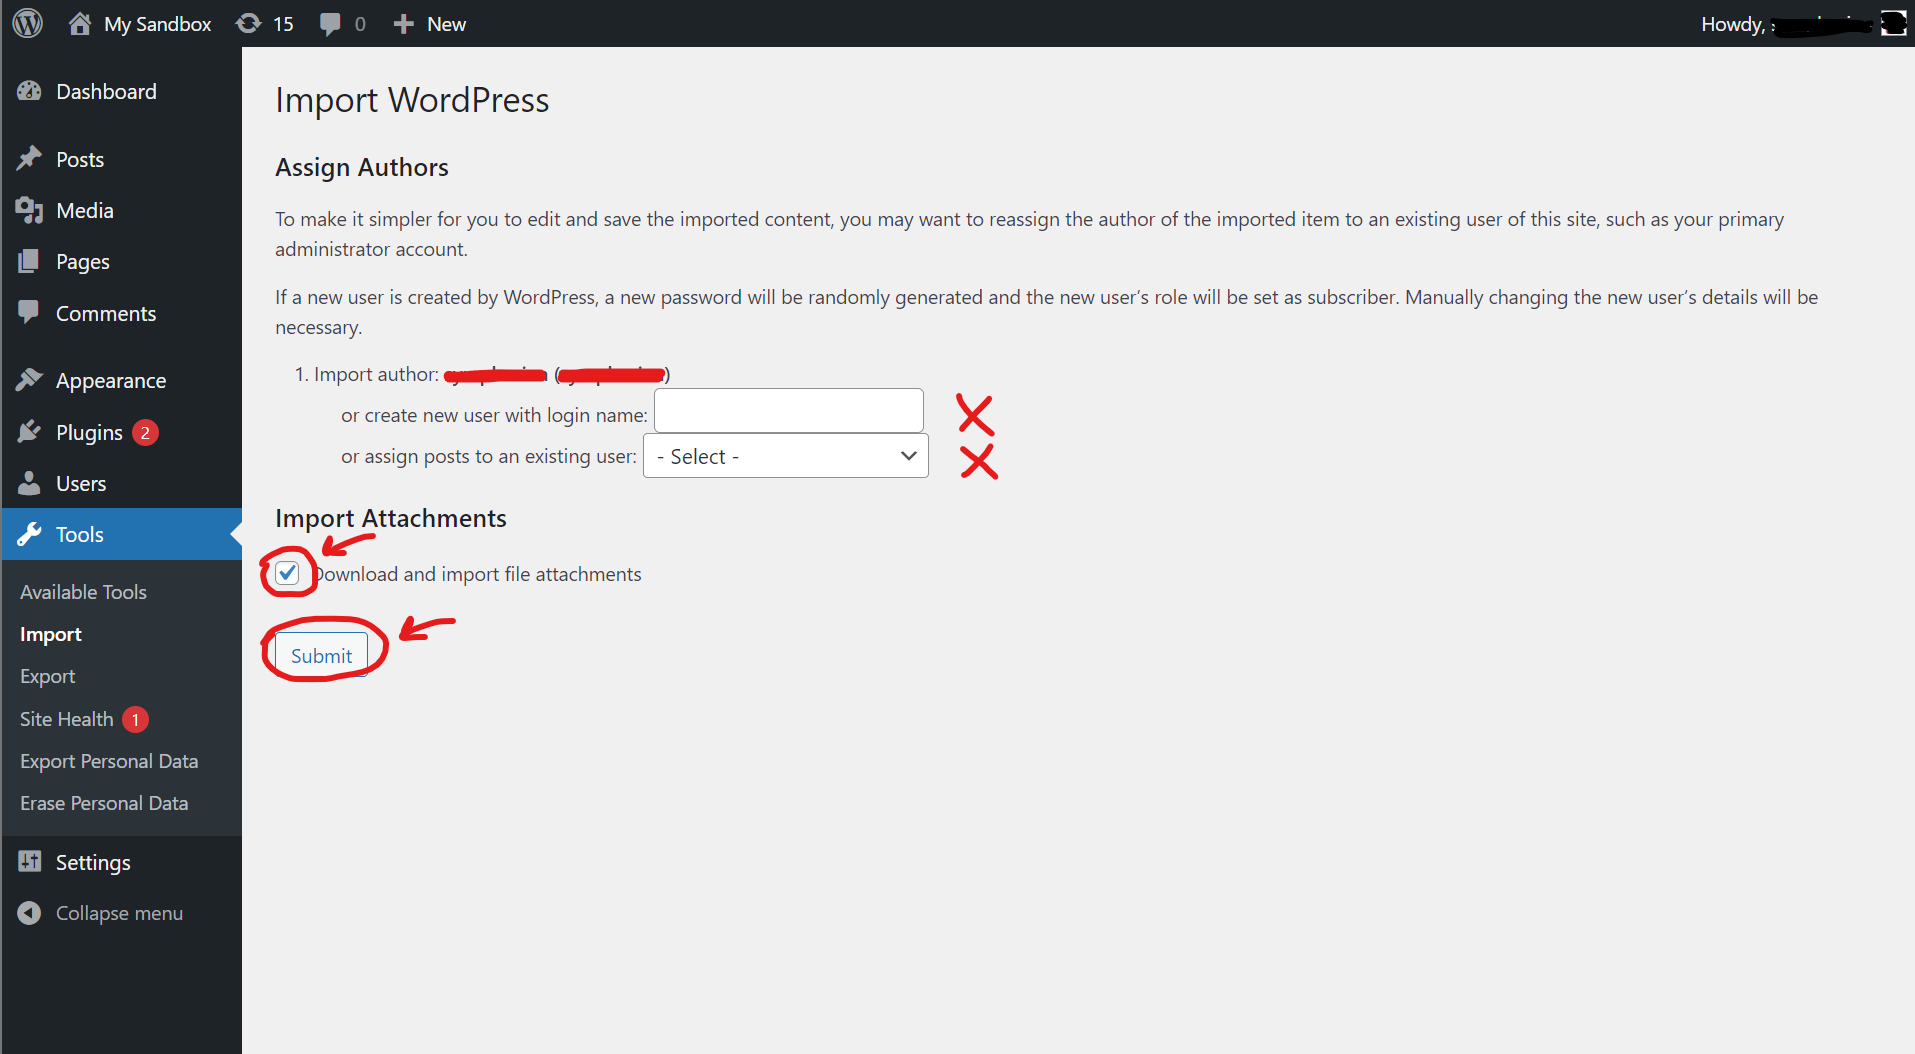 My Sandbox 15 0 New Howdy,
Dashboard
Posts
Media
Pages
Comments
Appearance
Plugins 2
Users
Tools
Available Tools
Import
Export
Site Health 1
Export Personal Data
Erase Personal Data
Settings
Collapse menu
Import WordPress
Assign Authors
To make it simpler for you to edit and save the imported content, you may want to reassign the author of the imported item to an existing user of this site, such as your primary
administrator account.
If a new user is created by WordPress, a new password will be randomly generated and the new user’s role will be set as subscriber. Manually changing the new user’s details will be
necessary.
1. Import author: ( )
or create new user with login name:
or assign posts to an existing user: - Select -
Import Attachments
Download and import file attachments
Submit